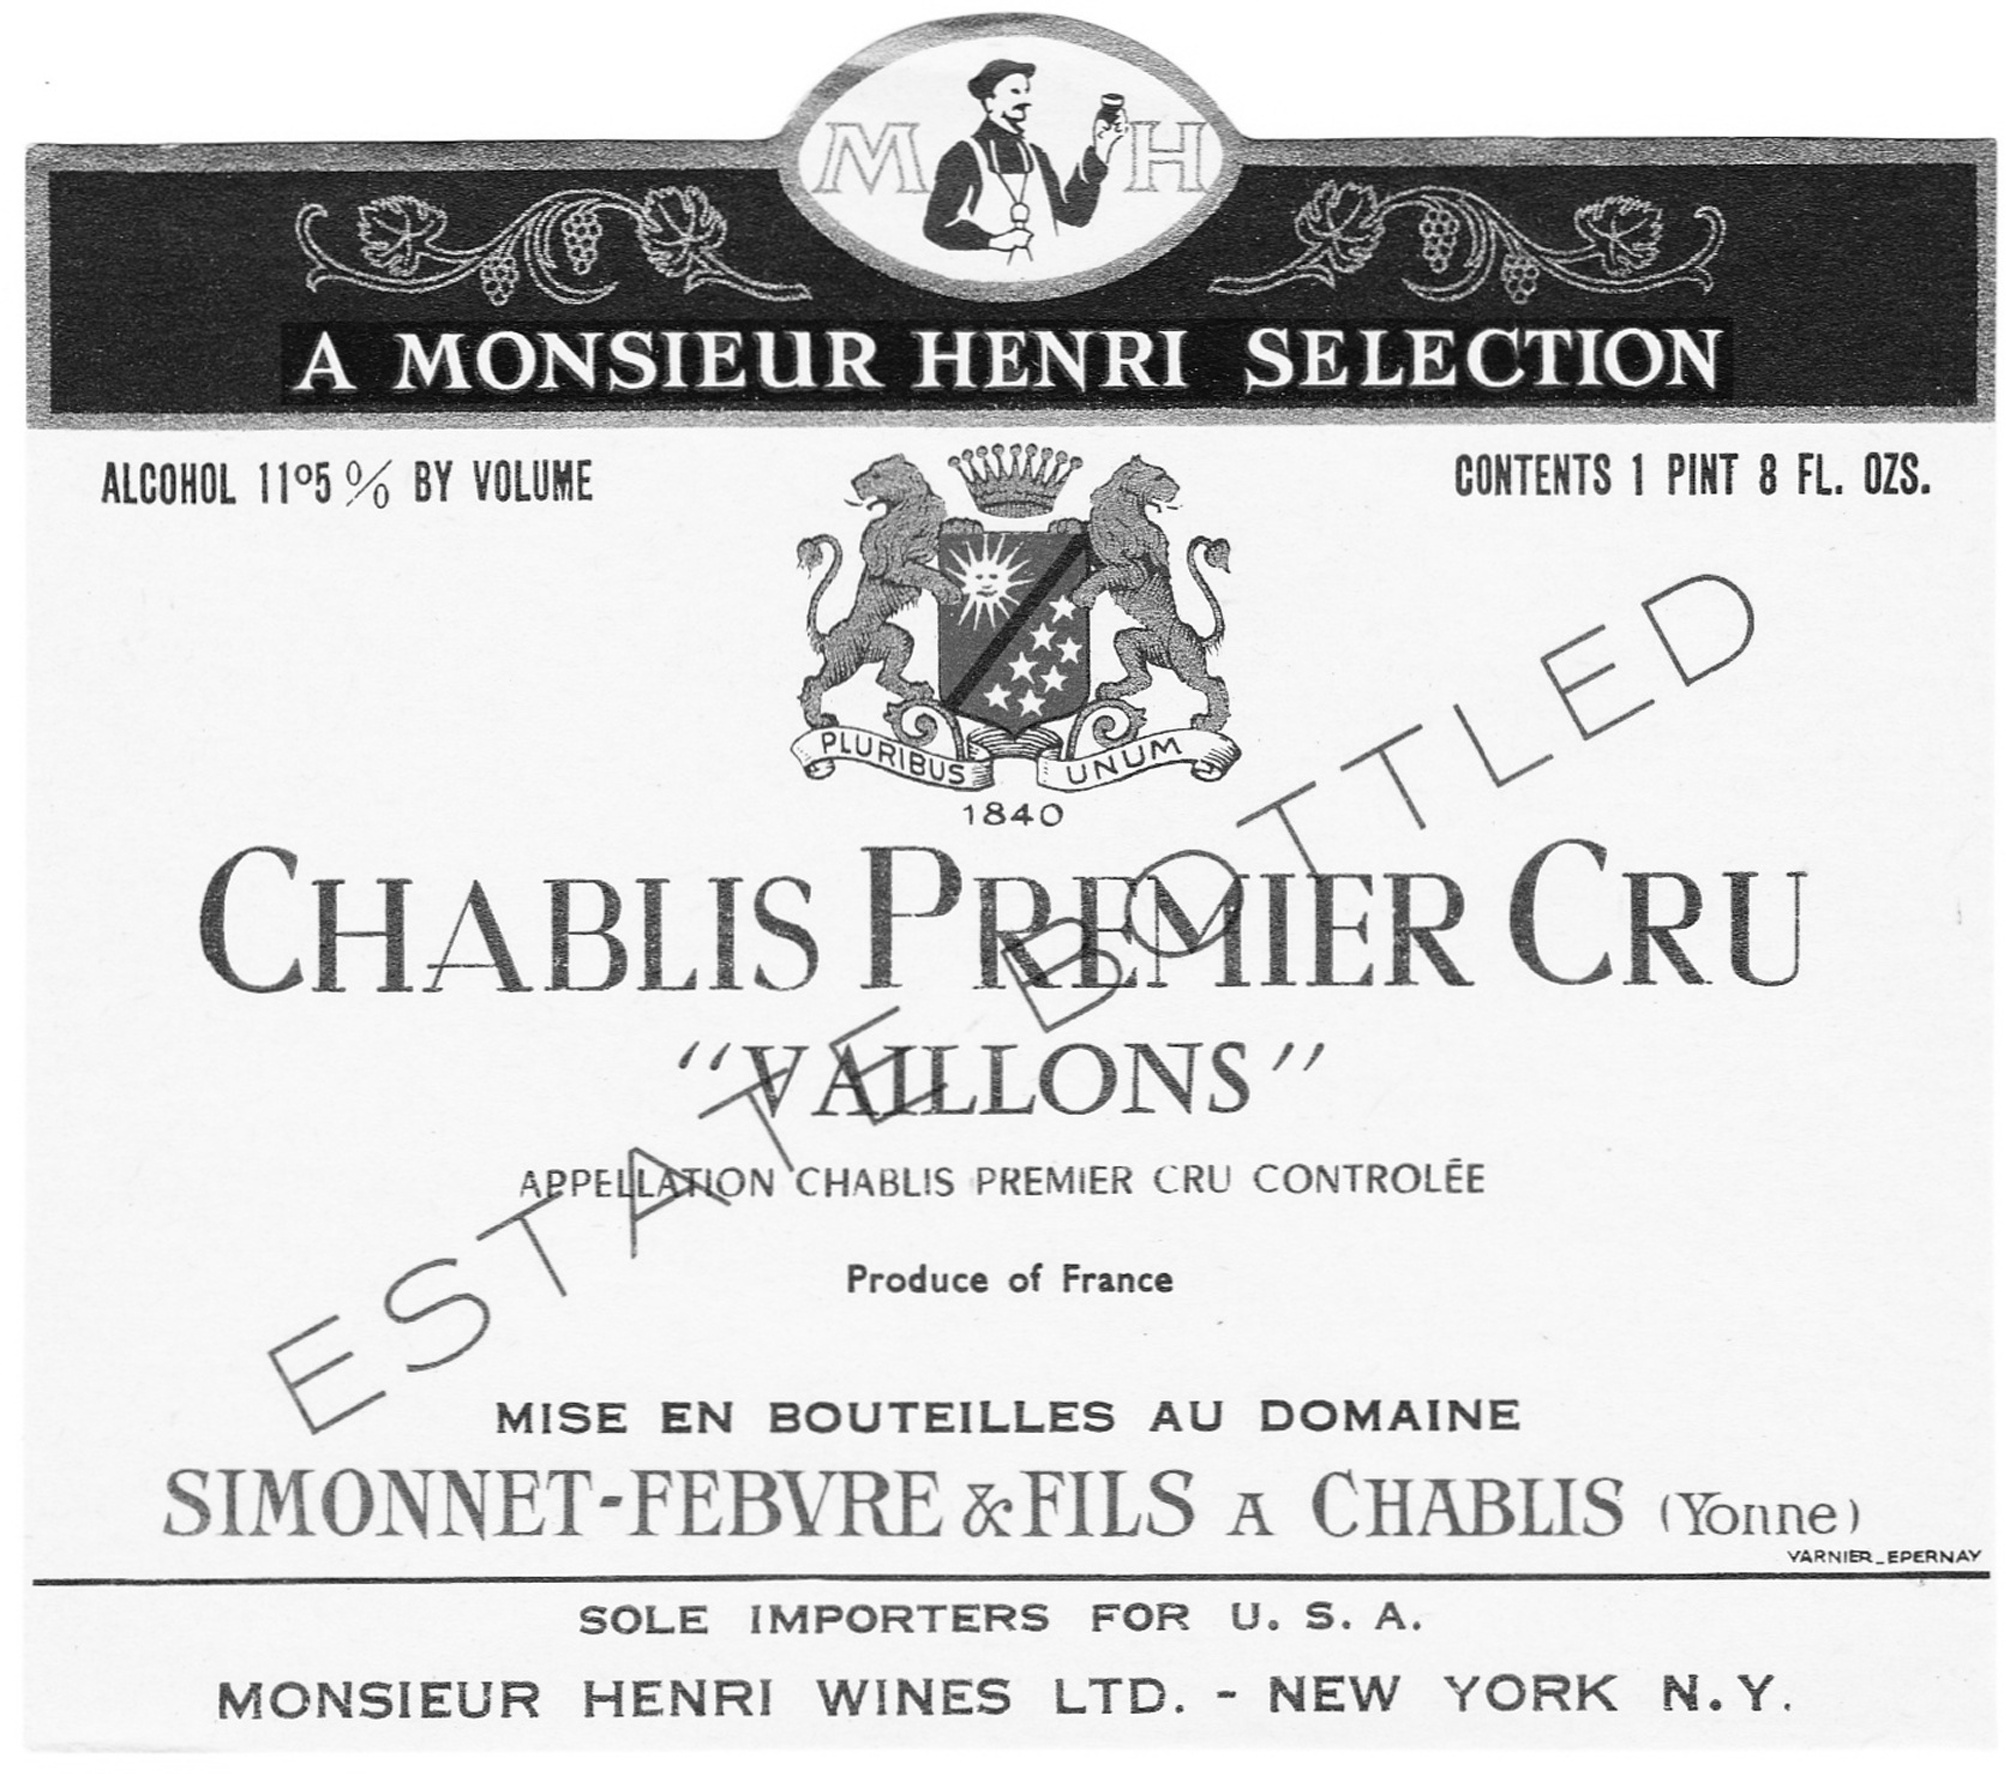 M H
A MONSIEUR HENRI SELECTION
ALCOHOL 11°5 % BY VOLUME
CONTENTS 1 PINT 8 FL. OZS.
PLURIBUS UNUM
1840
CHABLIS PREMIER CRU
"VAILLONS"
APPELLATION CHABLIS PREMIER CRU CONTROLÉE
Produce of France
ESTATE BOTTLED
MISE EN BOUTEILLES AU DOMAINE
SIMONNET-FEBVRE & FILS A CHABLIS (Yonne)
VARNIER_EPERNAY
SOLE IMPORTERS FOR U. S. A.
MONSIEUR HENRI WINES LTD. - NEW YORK N.Y.